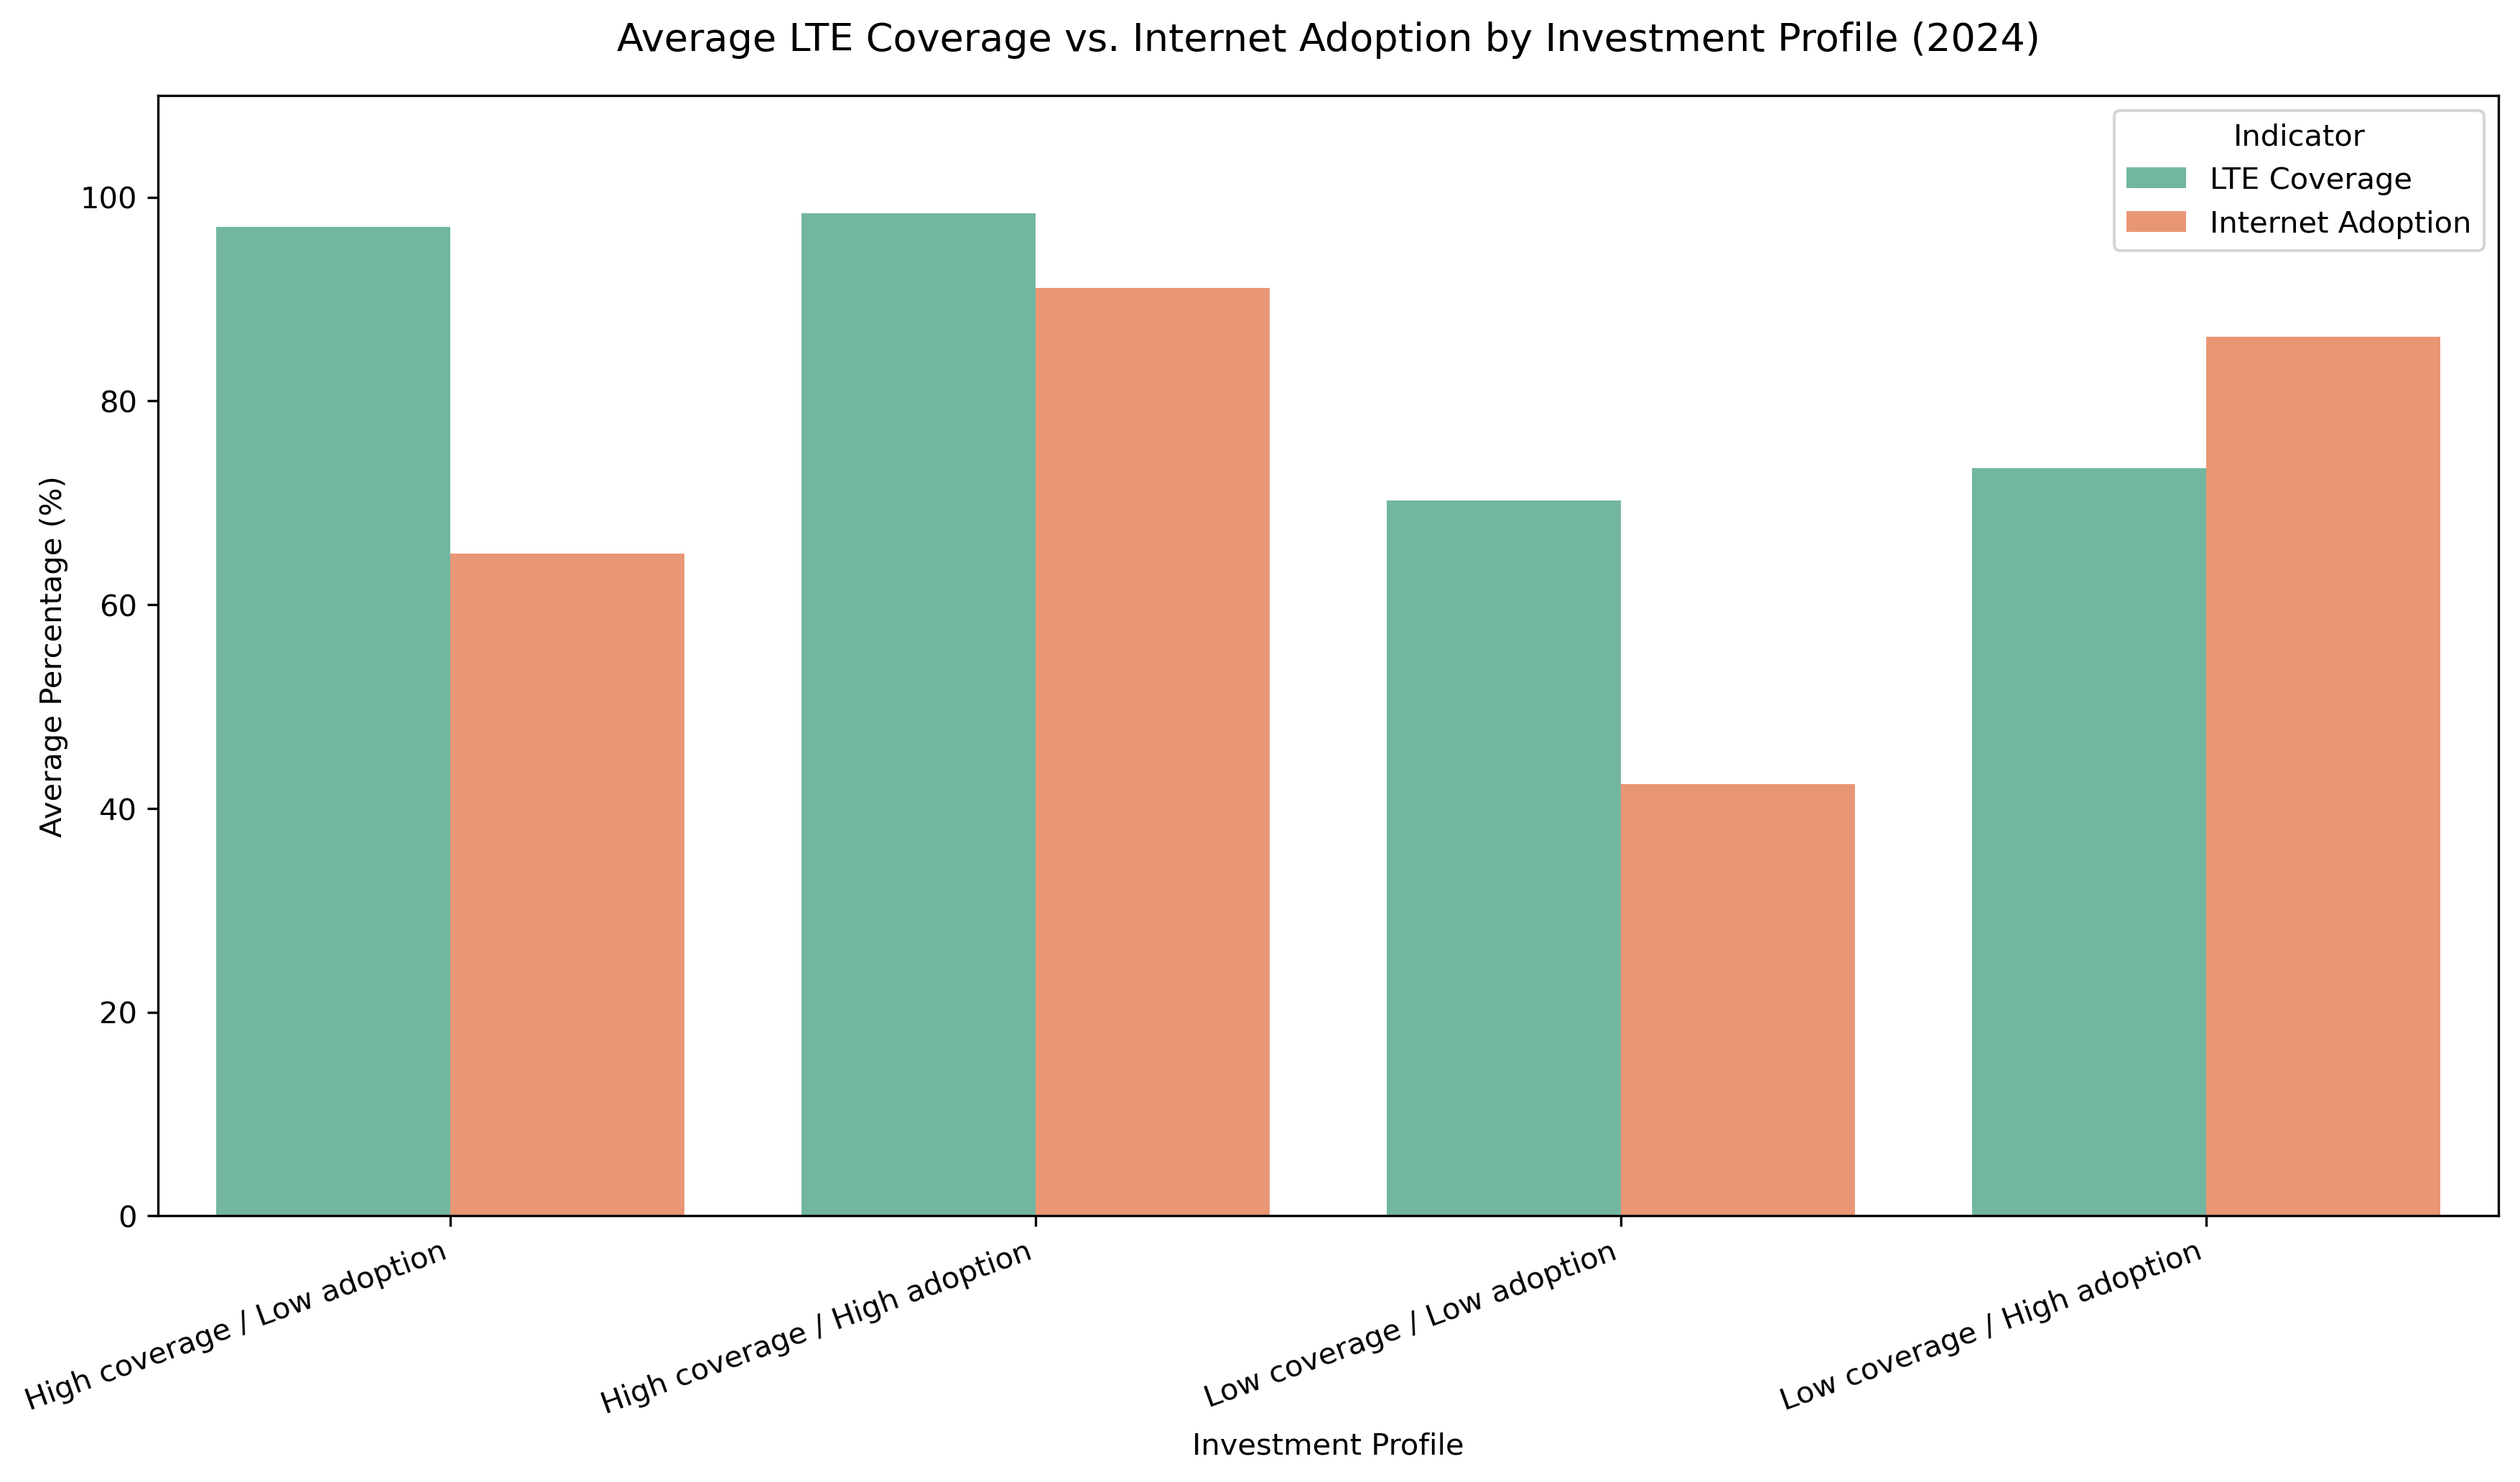 Average LTE Coverage vs. Internet Adoption by Investment Profile (2024)
Indicator
LTE Coverage
Internet Adoption
Average Percentage (%)
100
80
60
40
20
0
High coverage / Low adoption
High coverage / High adoption
Low coverage / Low adoption
Low coverage / High adoption
Investment Profile